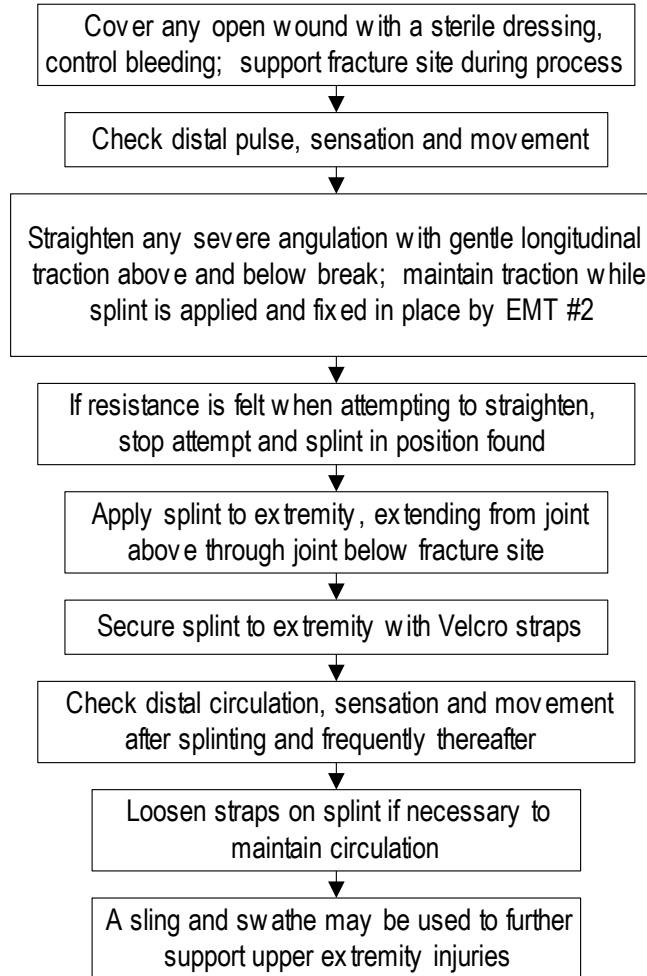 Cover any open wound with a sterile dressing,
control bleeding; support fracture site during process
Check distal pulse, sensation and movement
Straighten any severe angulation with gentle longitudinal
traction above and below break; maintain traction while
splint is applied and fixed in place by EMT #2
If resistance is felt when attempting to straighten,
stop attempt and splint in position found
Apply splint to extremity, extending from joint
above through joint below fracture site
Secure splint to extremity with Velcro straps
Check distal circulation, sensation and movement
after splinting and frequently thereafter
Loosen straps on splint if necessary to
maintain circulation
A sling and swathe may be used to further
support upper extremity injuries